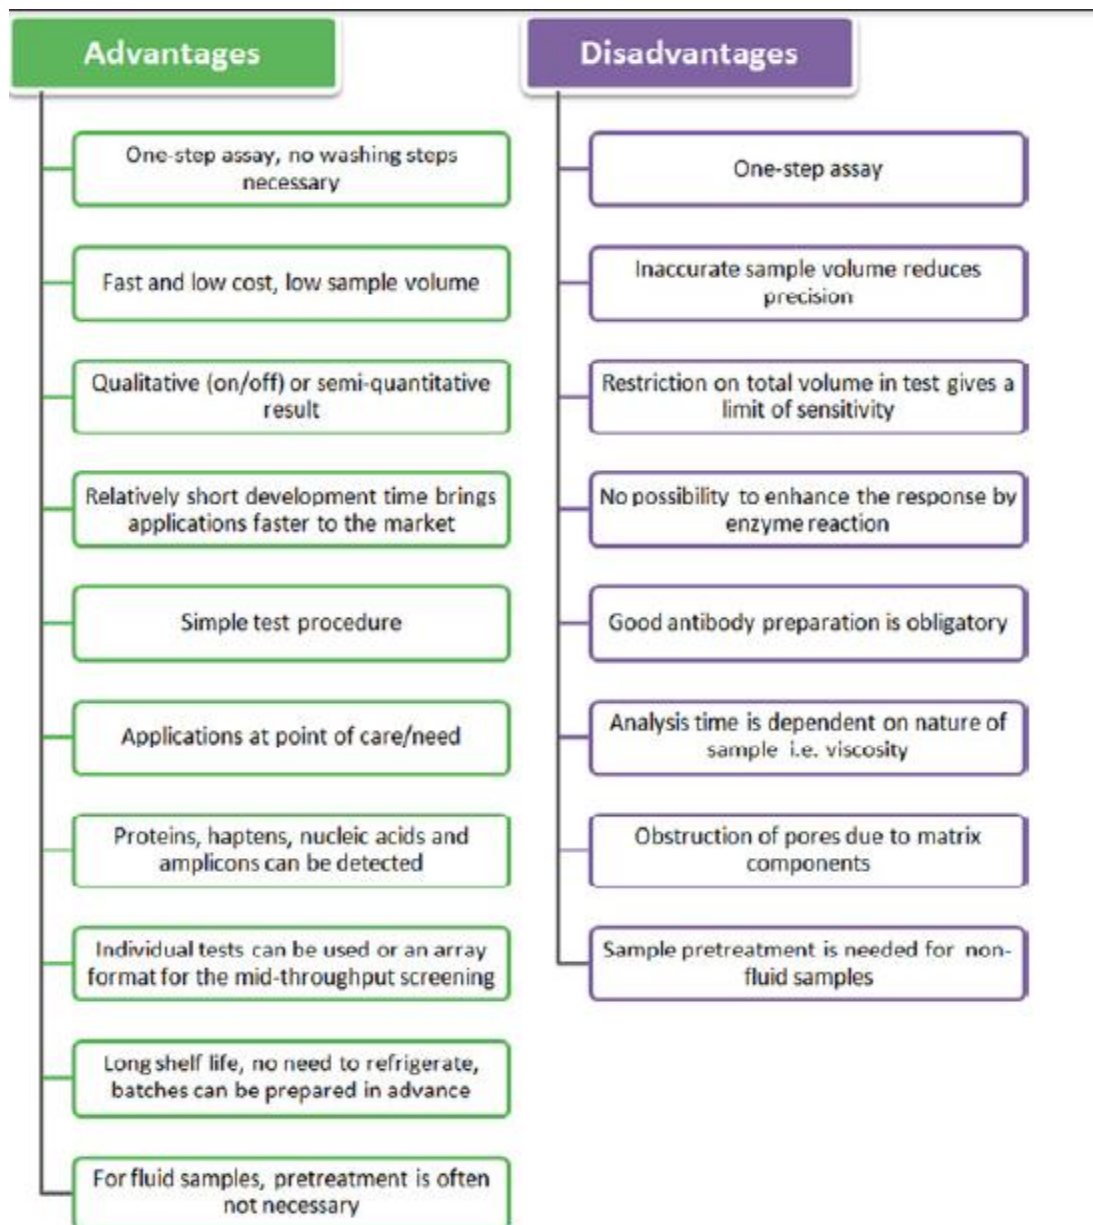 Advantages
One-step assay, no washing steps
necessary
Fast and low cost, low sample volume
Qualitative (on/off) or semi-quantitative
result
Relatively short development time brings
applications faster to the market
Simple test procedure
Applications at point of care/need
Proteins, haptens, nucleic acids and
amplicons can be detected
Individual tests can be used or an array
format for the mid-throughput screening
Long shelf life, no need to refrigerate,
batches can be prepared in advance
For fluid samples, pretreatment is often
not necessary
Disadvantages
One-step assay
Inaccurate sample volume reduces
precision
Restriction on total volume in test gives a
limit of sensitivity
No possibility to enhance the response by
enzyme reaction
Good antibody preparation is obligatory
Analysis time is dependent on nature of
sample i.e. viscosity
Obstruction of pores due to matrix
components
Sample pretreatment is needed for non-
fluid samples